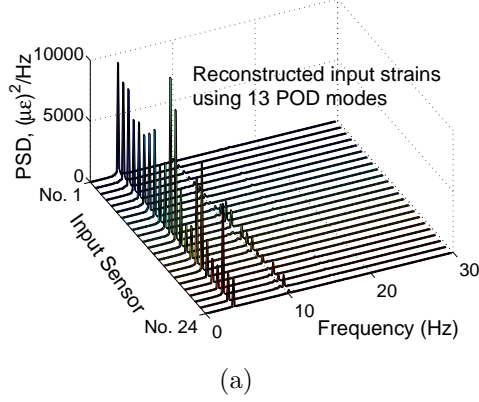 10000
5000
0
PSD, (με)²/Hz
Reconstructed input strains
using 13 POD modes
No. 1
Input Sensor
No. 24
0
10
20
30
Frequency (Hz)
(a)